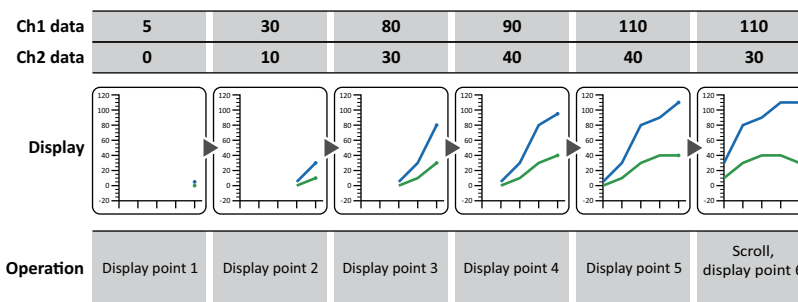 Ch1 data 5 30 80 90 110 110
Ch2 data 0 10 30 40 40 30
Display
120 120 120 120 120 120
100 100 100 100 100 100
80 80 80 80 80 80
60 60 60 60 60 60
40 40 40 40 40 40
20 20 20 20 20 20
0 0 0 0 0 0
-20 -20 -20 -20 -20 -20
Operation Display point 1 Display point 2 Display point 3 Display point 4 Display point 5 Scroll,
display point 6